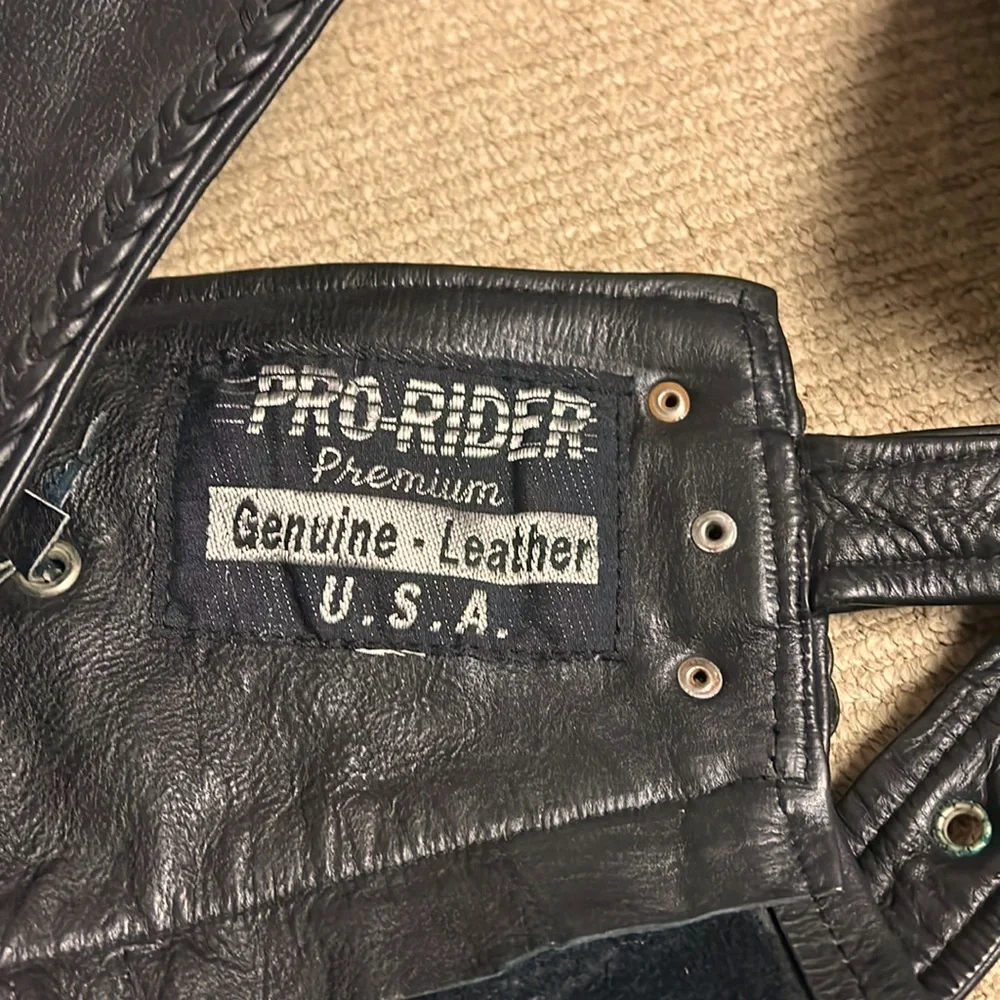 PRO-RIDER
Premium
Genuine - Leather
U.S.A.